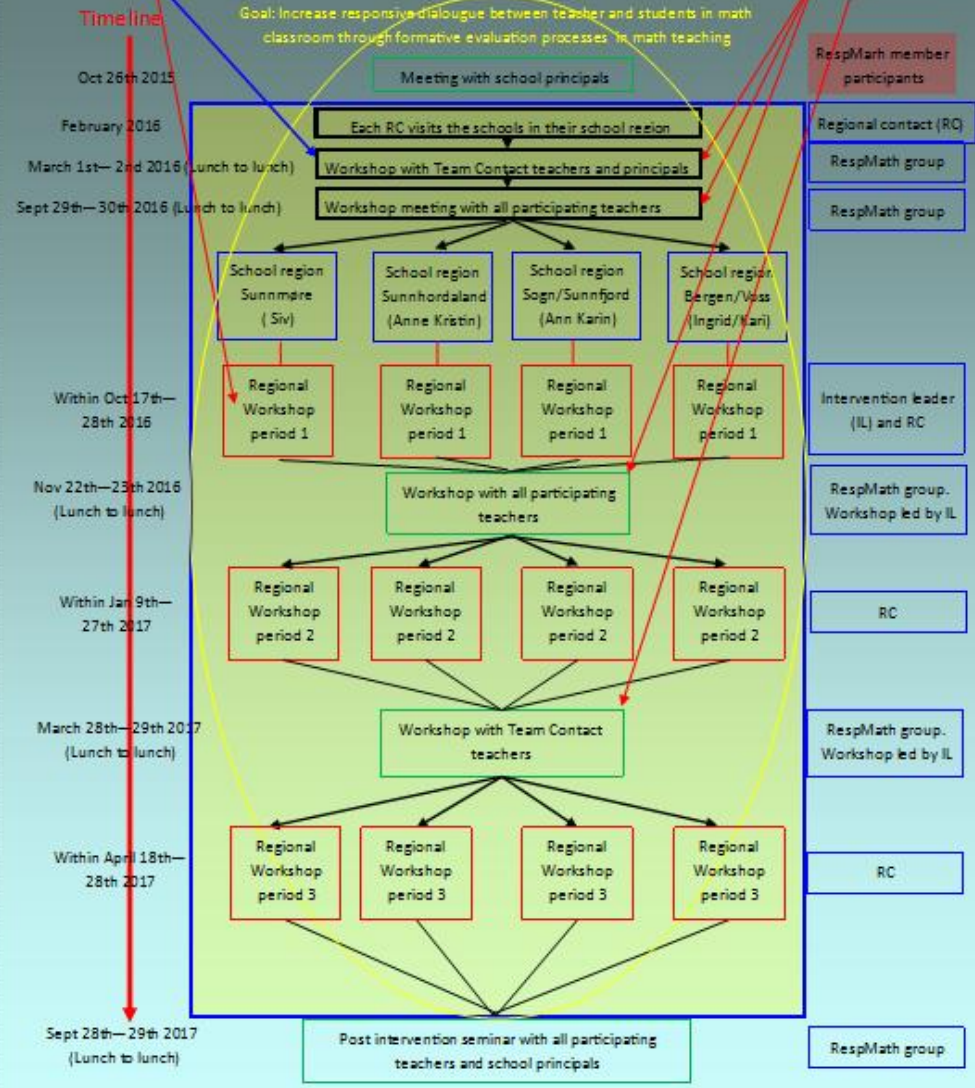 Timeline
Goal: Increase responsive dialougue between teacher and students in math
classroom through formative evaluation processes in math teaching
Oct 26th 2015
Meeting with school principals
RespMarh member
participants
February 2016
Each RC visits the schools in their school region
Regional contact (RC)
March 1st— 2nd 2016 (Lunch to lunch)
Workshop with Team Contact teachers and principals
RespMath group
Sept 29th—30th 2016 (Lunch to lunch)
Workshop meeting with all participating teachers
RespMath group
School region
Sunnmøre
( Siv)
School region
Sunnhordaland
(Anne Kristin)
School region
Sogn/Sunnfjord
(Ann Karin)
School region
Bergen/Voss
(Ingrid/Kari)
Within Oct 17th—
28th 2016
Regional
Workshop
period 1
Regional
Workshop
period 1
Regional
Workshop
period 1
Regional
Workshop
period 1
Intervention leader
(IL) and RC
Nov 22th—23th 2016
(Lunch to lunch)
Workshop with all participating
teachers
RespMath group.
Workshop led by IL
Within Jan 9th—
27th 2017
Regional
Workshop
period 2
Regional
Workshop
period 2
Regional
Workshop
period 2
Regional
Workshop
period 2
RC
March 28th—29th 2017
(Lunch to lunch)
Workshop with Team Contact
teachers
RespMath group.
Workshop led by IL
Within April 18th—
28th 2017
Regional
Workshop
period 3
Regional
Workshop
period 3
Regional
Workshop
period 3
Regional
Workshop
period 3
RC
Sept 28th—29th 2017
(Lunch to lunch)
Post intervention seminar with all participating
teachers and school principals
RespMath group